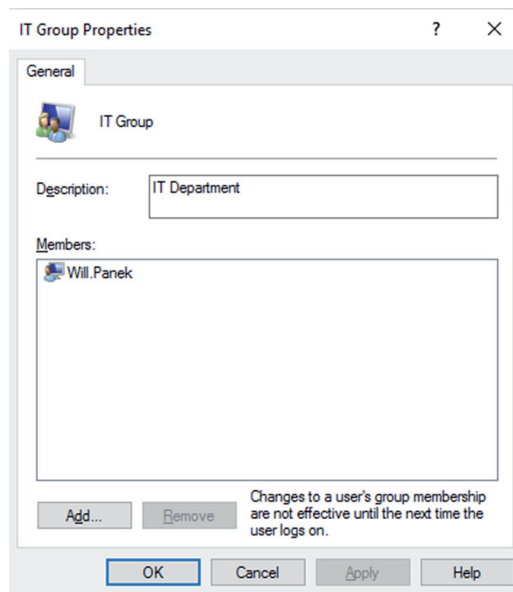 IT Group Properties ? ×
General
IT Group
Description: IT Department
Members:
Will.Panek
Add... Remove
Changes to a user's group membership
are not effective until the next time the
user logs on.
OK Cancel Apply Help